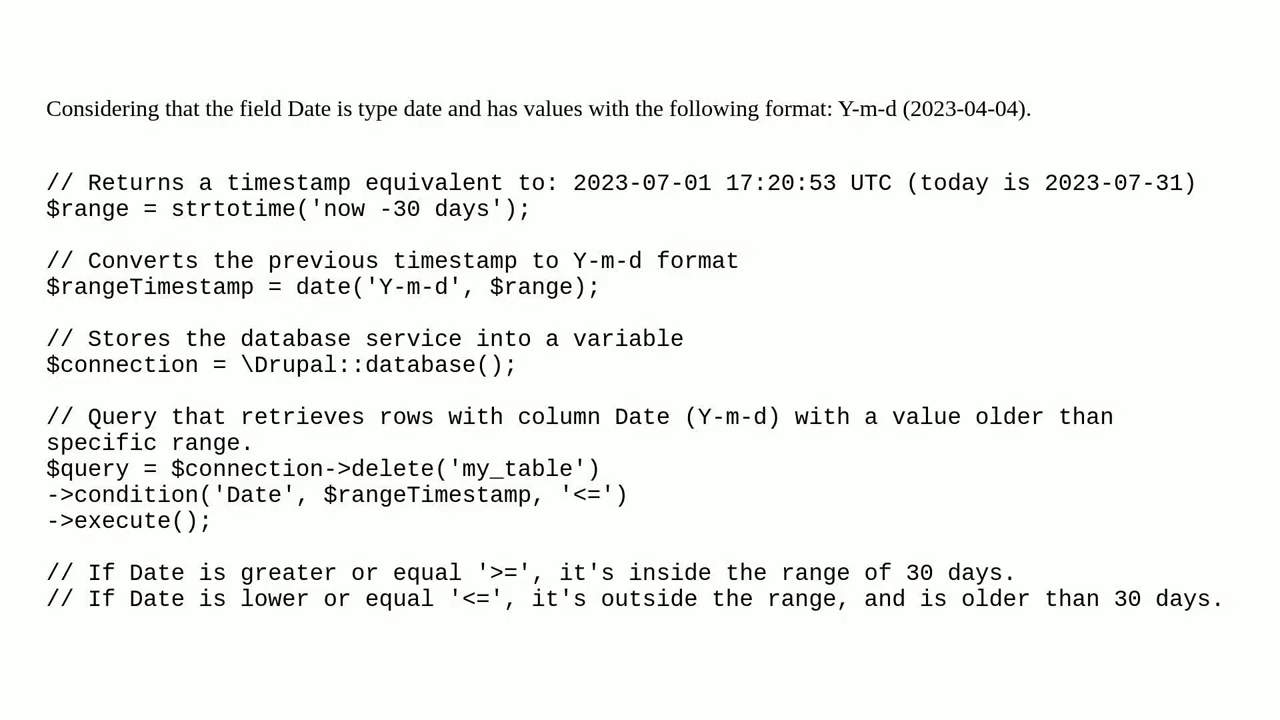 Considering that the field Date is type date and has values with the following format: Y-m-d (2023-04-04).
// Returns a timestamp equivalent to: 2023-07-01 17:20:53 UTC (today is 2023-07-31)
$range = strtotime('now -30 days');
// Converts the previous timestamp to Y-m-d format
$rangeTimestamp = date('Y-m-d', $range);
// Stores the database service into a variable
$connection = \Drupal::database();
// Query that retrieves rows with column Date (Y-m-d) with a value older than
specific range.
$query = $connection->delete('my_table')
->condition('Date', $rangeTimestamp, '<=')
->execute();
// If Date is greater or equal '>=', it's inside the range of 30 days.
// If Date is lower or equal '<=', it's outside the range, and is older than 30 days.